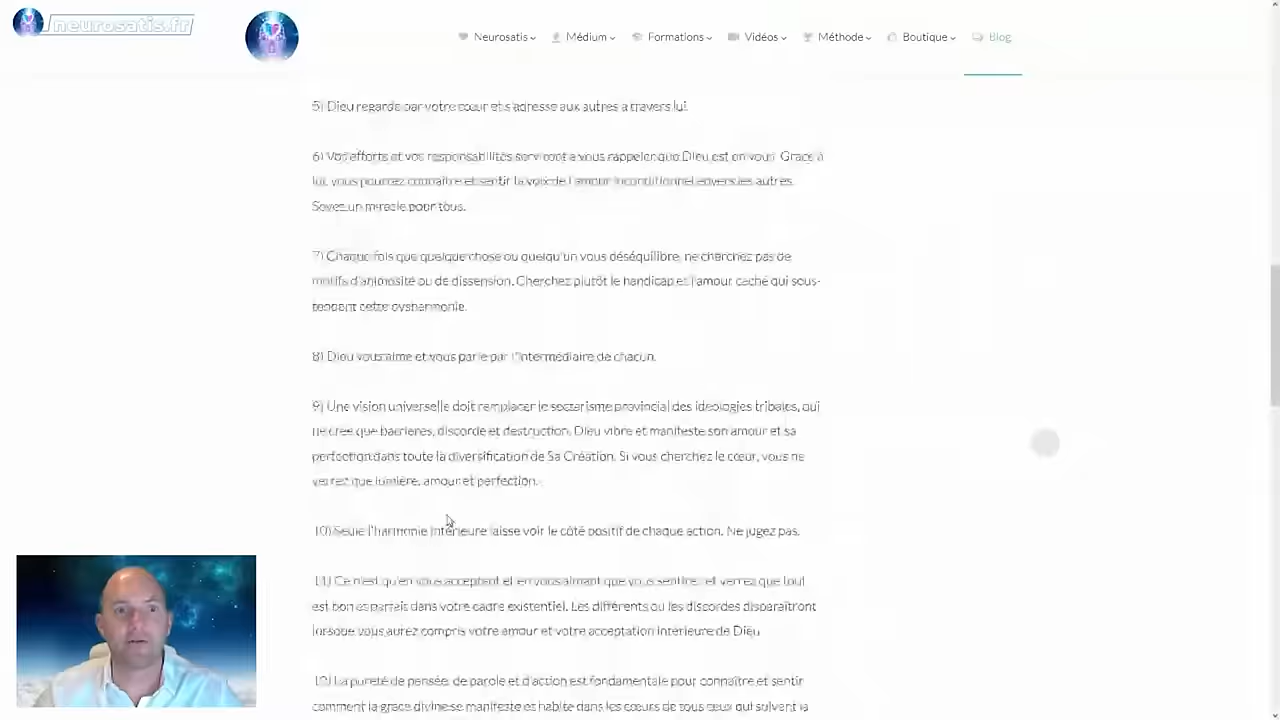 neurosatis.fr
Neurosatis Médium Formations Vidéos Méthode Boutique Blog
5) Dieu regarde par votre cœur et s'adresse aux autres à travers lui.
6) Vos efforts et vos responsabilités servent à vous rappeler que Dieu est en vous. Grâce à
lui, vous pourrez connaître et sentir la voix de l'amour inconditionnel envers les autres.
Soyez un miracle pour tous.
7) Chaque fois que quelque chose ou quelqu'un vous déséquilibre, ne cherchez pas de
motifs d'animosité ou de dissension. Cherchez plutôt le handicap et l'amour caché qui sous-
tendent cette dysharmonie.
8) Dieu vous aime et vous parle par l'intermédiaire de chacun.
9) Une vision universelle doit remplacer le sectarisme provincial des idéologies tribales, qui
ne crée que barrières, discorde et destruction. Dieu vibre et manifeste son amour et sa
perfection dans toute la diversification de Sa Création. Si vous cherchez le cœur, vous ne
verrez que lumière, amour et perfection.
10) Seule l'harmonie intérieure laisse voir le côté positif de chaque action. Ne jugez pas.
11) Ce n'est qu'en vous acceptant et en vous aimant que vous sentirez et verrez que tout
est bon et parfait dans votre cadre existentiel. Les différents ou les discordes disparaîtront
lorsque vous aurez compris votre amour et votre acceptation intérieure de Dieu
12) La pureté de pensée, de parole et d'action est fondamentale pour connaître et sentir
comment la grâce divine se manifeste et habite dans les cœurs de tous ceux qui suivent la